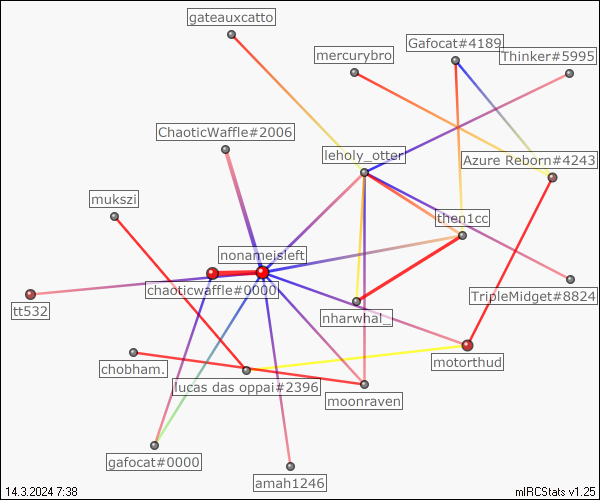 gateauxcatto
mercurybro
Gafocat#4189
Thinker#5995
ChaoticWaffle#2006
leholy_otter
Azure Reborn#4243
mukszi
then1cc
nonameisleft
chaoticwaffle#0000
tt532
nharwhal_
TripleMidget#8824
chobham.
lucas das oppai#2396
motorthud
moonraven
gafocat#0000
amah1246
14.3.2024 7:38
mIRCStats v1.25